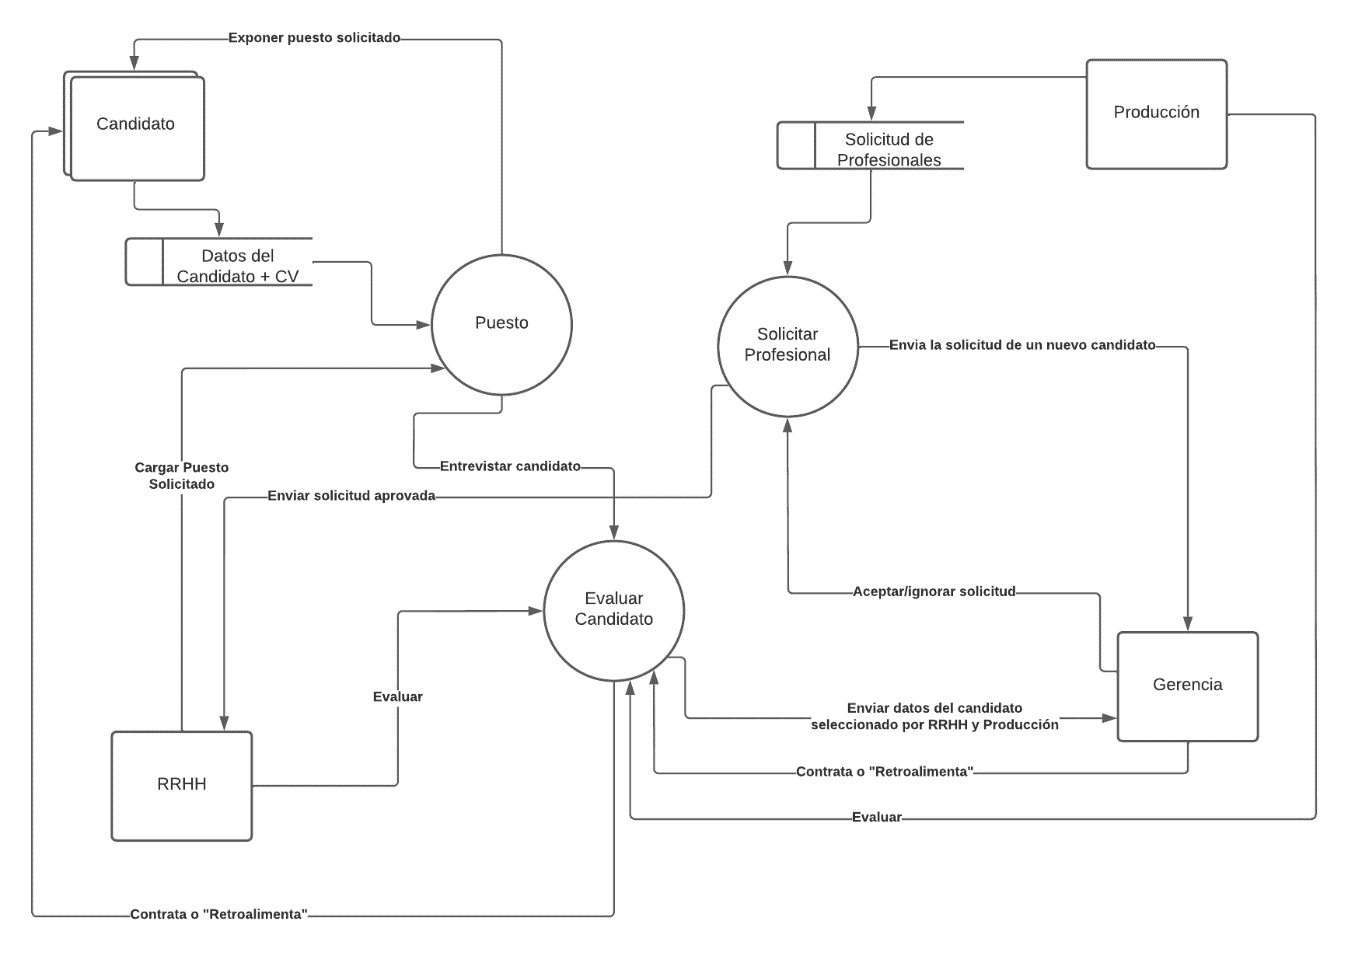 Exponer puesto solicitado
Candidato
Producción
Solicitud de
Profesionales
Datos del
Candidato + CV
Puesto
Solicitar
Profesional
Envia la solicitud de un nuevo candidato
Cargar Puesto
Solicitado
Entrevistar candidato
Enviar solicitud aprovada
Evaluar
Candidato
Aceptar/ignorar solicitud
Gerencia
Evaluar
Enviar datos del candidato
seleccionado por RRHH y Producción
RRHH
Contrata o "Retroalimenta"
Evaluar
Contrata o "Retroalimenta"